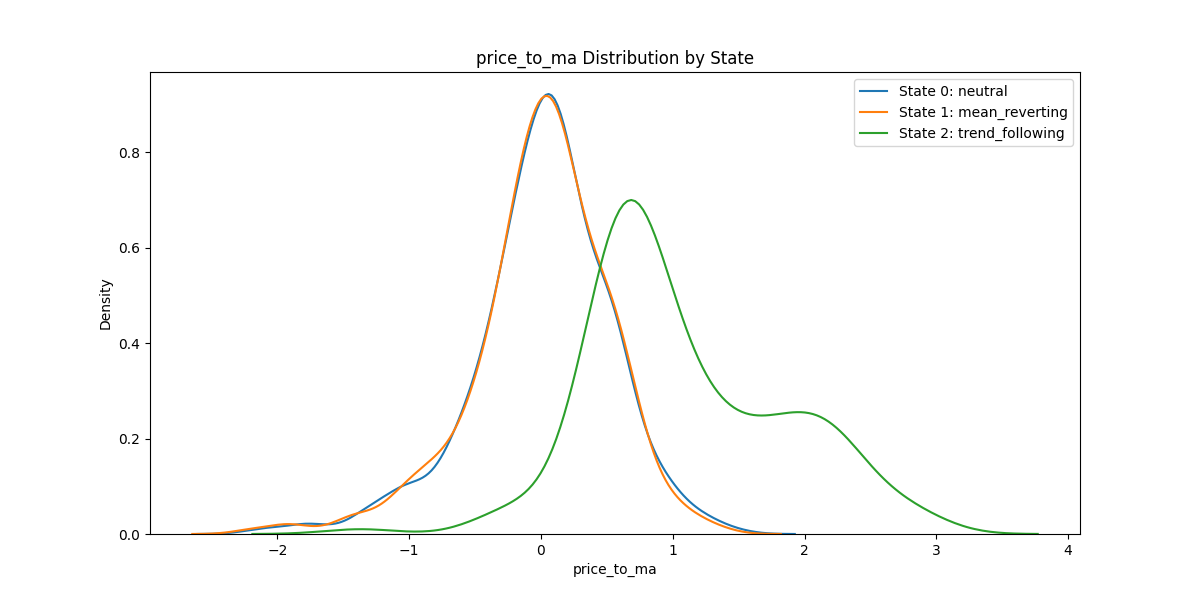 price_to_ma Distribution by State
State 0: neutral
State 1: mean_reverting
State 2: trend_following
Density
0.8
0.6
0.4
0.2
0.0
−2
−1
0
1
2
3
4
price_to_ma